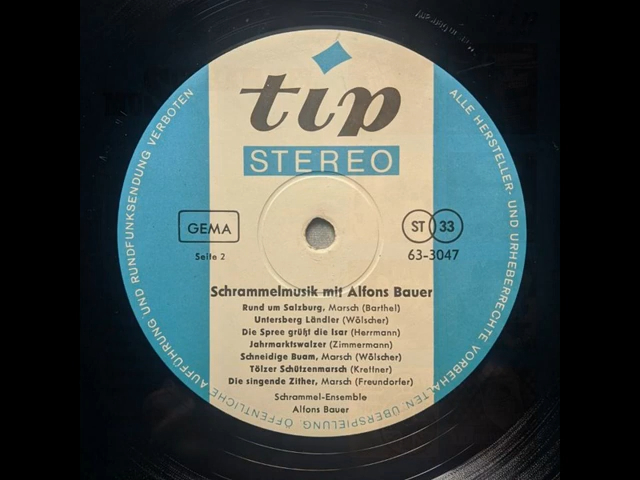 tip
STEREO
GEMA
ST 33
Seite 2
63-3047
Schrammelmusik mit Alfons Bauer
Rund um Salzburg, Marsch (Barthel)
Untersberg Ländler (Wölscher)
Die Spree grüßt die Isar (Herrmann)
Jahrmarktswalzer (Zimmermann)
Schneidige Buam, Marsch (Wölscher)
Tölzer Schützenmarsch (Krettner)
Die singende Zither, Marsch (Freundorfer)
Schrammel-Ensemble
Alfons Bauer
ALLE HERSTELLER- UND URHEBERRECHTE VORBEHALTEN. ÜBERSPIELUNG, ÖFFENTLICHE AUFFÜHRUNG UND RUNDFUNKSENDUNG VERBOTEN